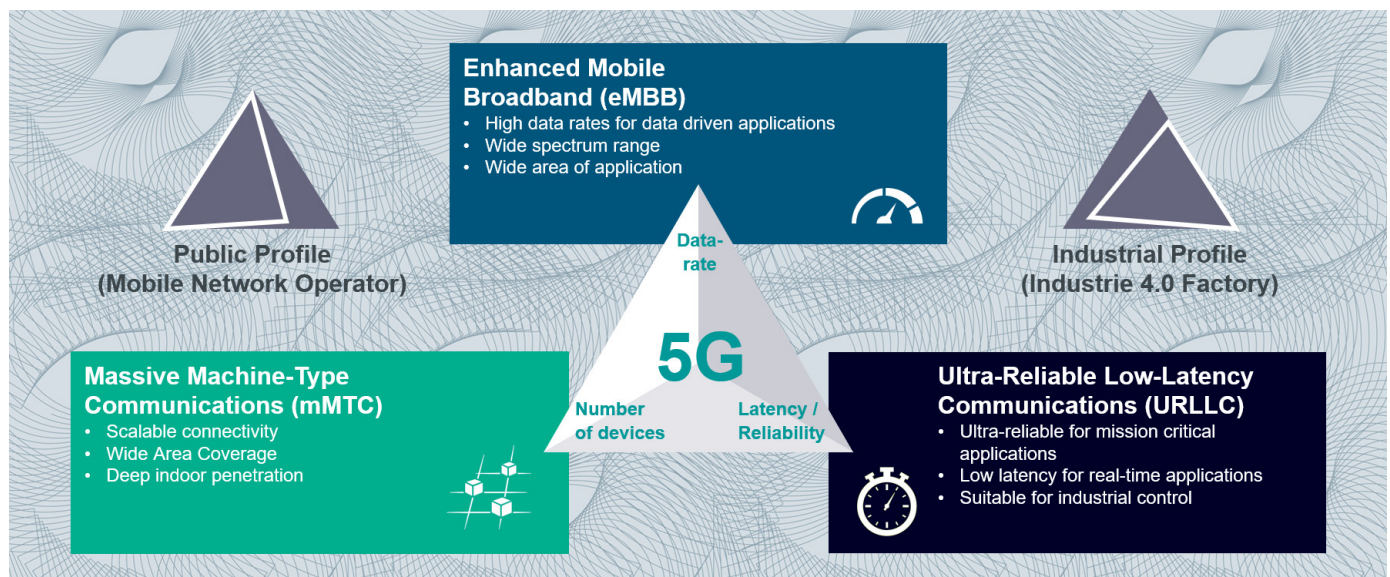 Enhanced Mobile
Broadband (eMBB)
• High data rates for data driven applications
• Wide spectrum range
• Wide area of application
Public Profile
(Mobile Network Operator)
Industrial Profile
(Industrie 4.0 Factory)
Data-
rate
5G
Number
of devices
Latency /
Reliability
Massive Machine-Type
Communications (mMTC)
• Scalable connectivity
• Wide Area Coverage
• Deep indoor penetration
Ultra-Reliable Low-Latency
Communications (URLLC)
• Ultra-reliable for mission critical
applications
• Low latency for real-time applications
• Suitable for industrial control